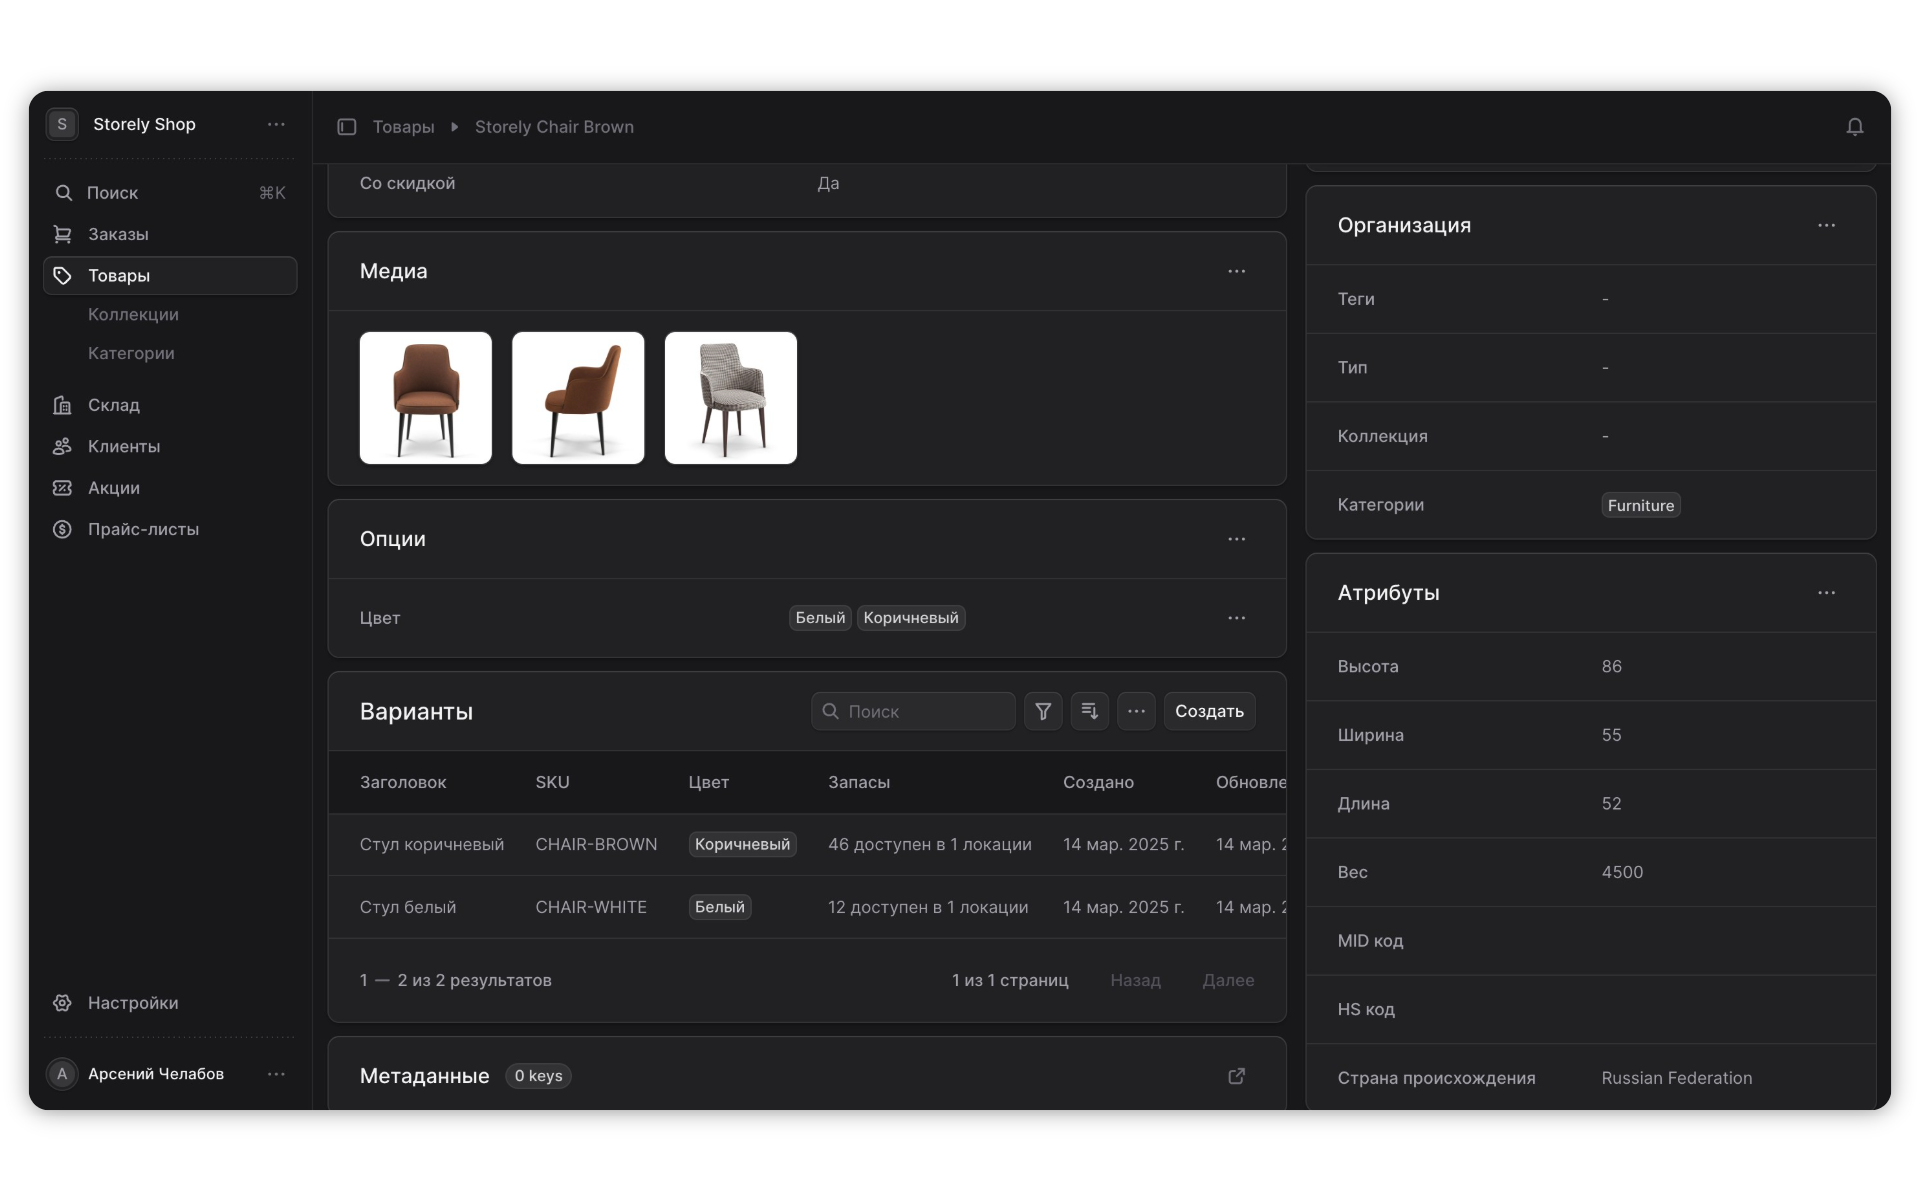 S
Storely Shop
Поиск
⌘K
Заказы
Товары
Коллекции
Категории
Склад
Клиенты
Акции
Прайс-листы
Настройки
A
Арсений Челабов
Товары
Storely Chair Brown
Со скидкой
Да
Медиа
Опции
Цвет
Белый
Коричневый
Варианты
Поиск
Создать
Заголовок
SKU
Цвет
Запасы
Создано
Обновле
Стул коричневый
CHAIR-BROWN
Коричневый
46 доступен в 1 локации
14 мар. 2025 г.
14 мар. 2
Стул белый
CHAIR-WHITE
Белый
12 доступен в 1 локации
14 мар. 2025 г.
14 мар. 2
1 — 2 из 2 результатов
1 из 1 страниц
Назад
Далее
Метаданные
0 keys
Организация
Теги
-
Тип
-
Коллекция
-
Категории
Furniture
Атрибуты
Высота
86
Ширина
55
Длина
52
Вес
4500
MID код
HS код
Страна происхождения
Russian Federation